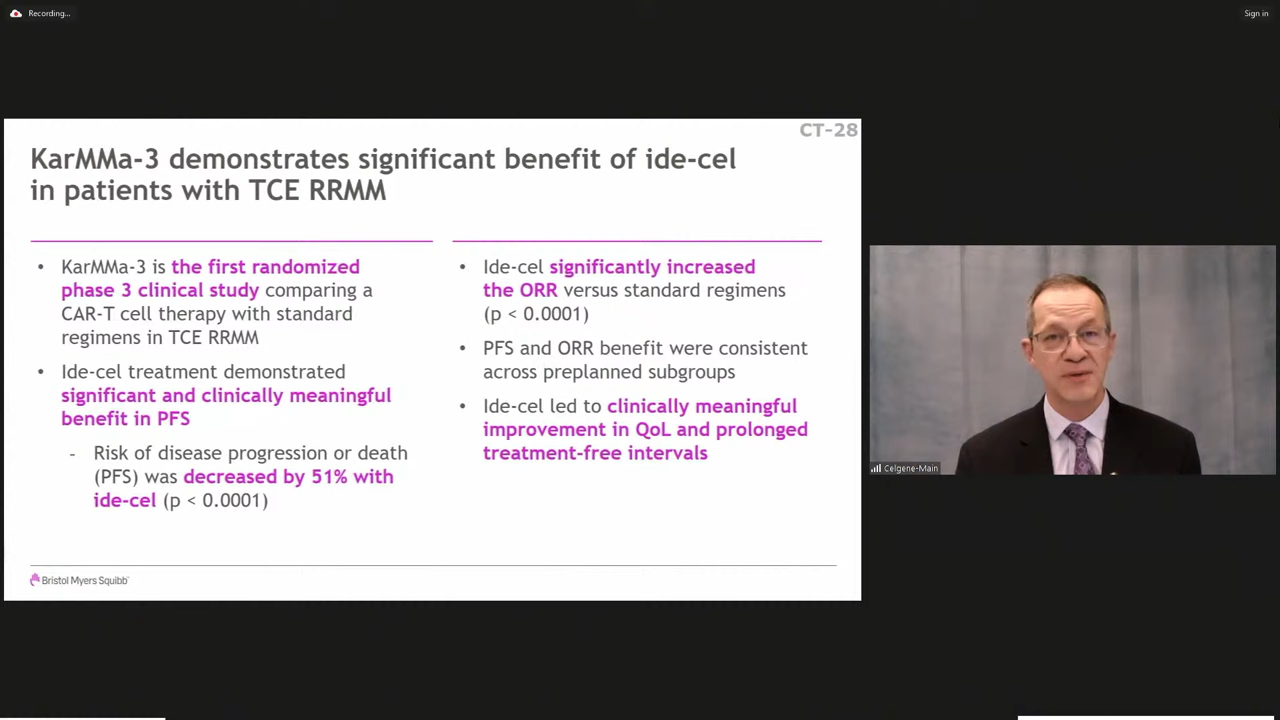 Recording...
Sign in
CT-28
KarMMa-3 demonstrates significant benefit of ide-cel
in patients with TCE RRMM
• KarMMa-3 is the first randomized
phase 3 clinical study comparing a
CAR-T cell therapy with standard
regimens in TCE RRMM
• Ide-cel treatment demonstrated
significant and clinically meaningful
benefit in PFS
- Risk of disease progression or death
(PFS) was decreased by 51% with
ide-cel (p < 0.0001)
• Ide-cel significantly increased
the ORR versus standard regimens
(p < 0.0001)
• PFS and ORR benefit were consistent
across preplanned subgroups
• Ide-cel led to clinically meaningful
improvement in QoL and prolonged
treatment-free intervals
Bristol Myers Squibb™
Celgene-Main